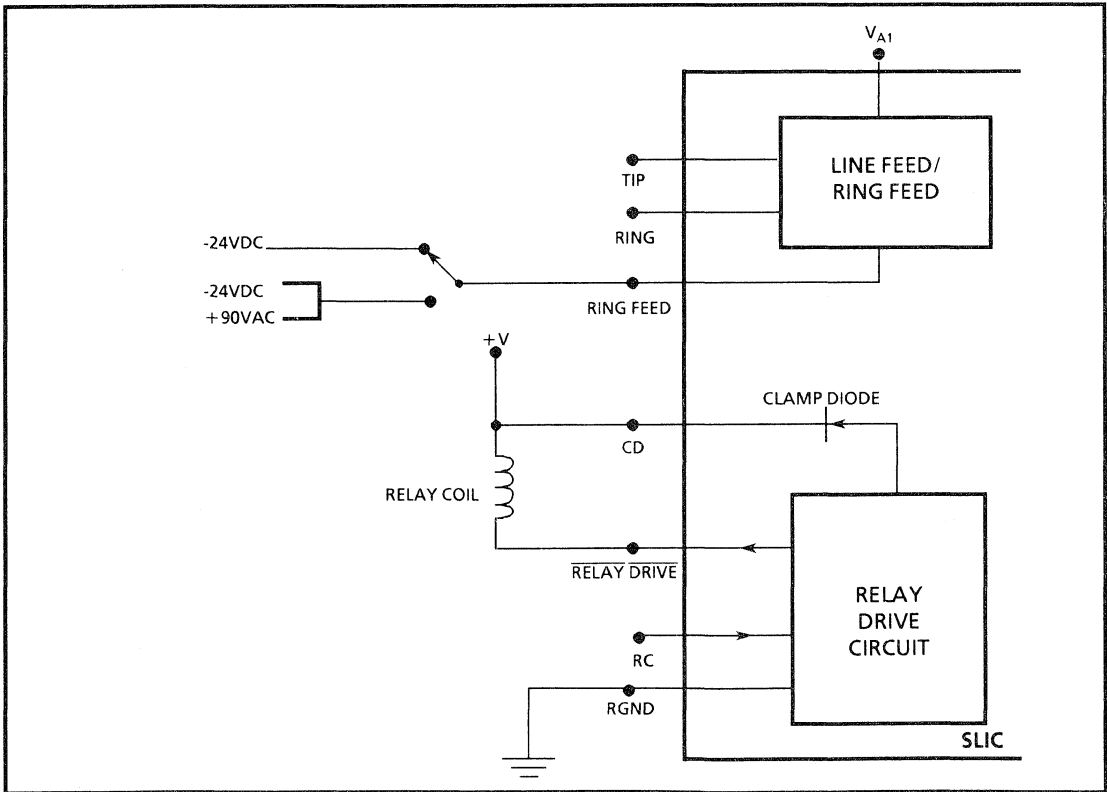 VA1
LINE FEED/
RING FEED
TIP
RING
-24VDC
-24VDC
+90VAC
RING FEED
+V
CLAMP DIODE
CD
RELAY COIL
RELAY DRIVE
RELAY
DRIVE
CIRCUIT
RC
RGND
SLIC